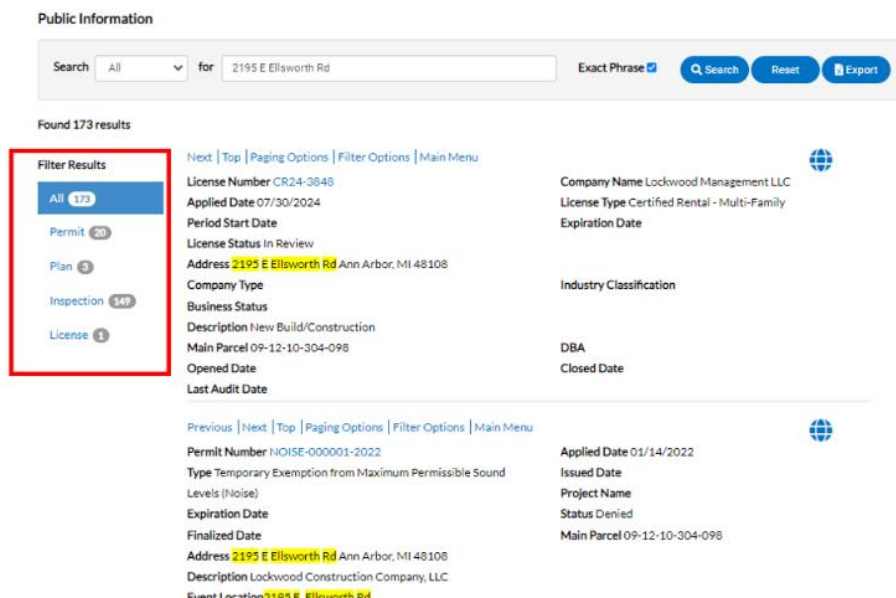 Public Information
Search All for 2195 E Ellsworth Rd Exact Phrase Search Reset Export
Found 173 results
Filter Results
All 173
Permit 20
Plan 3
Inspection 149
License 1
Next | Top | Paging Options | Filter Options | Main Menu
License Number CR24-3848 Company Name Lockwood Management LLC
Applied Date 07/30/2024 License Type Certified Rental - Multi-Family
Period Start Date Expiration Date
License Status In Review
Address 2195 E Ellsworth Rd Ann Arbor, MI 48108
Company Type Industry Classification
Business Status
Description New Build/Construction
Main Parcel 09-12-10-304-098 DBA
Opened Date Closed Date
Last Audit Date
Previous | Next | Top | Paging Options | Filter Options | Main Menu
Permit Number NOISE-000001-2022 Applied Date 01/14/2022
Type Temporary Exemption from Maximum Permissible Sound Issued Date
Levels (Noise) Project Name
Expiration Date Status Denied
Finalized Date Main Parcel 09-12-10-304-098
Address 2195 E Ellsworth Rd Ann Arbor, MI 48108
Description Lockwood Construction Company, LLC
Event Location 2195 E. Ellsworth Rd